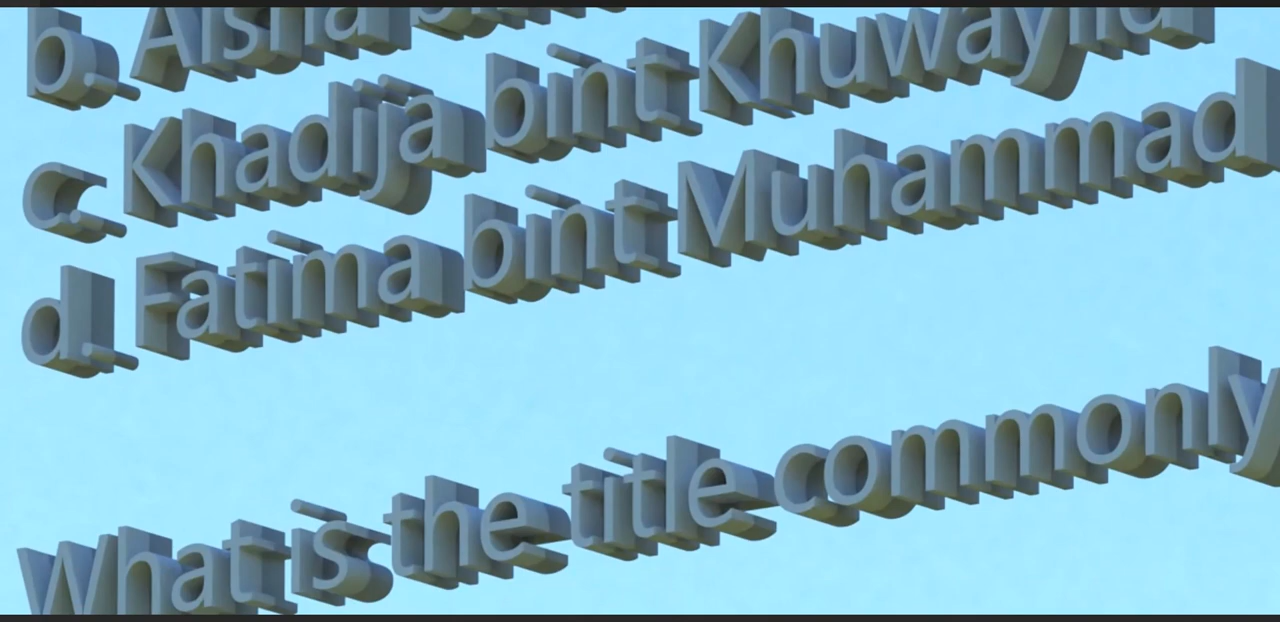 b. Aisha
c. Khadija bint Khuwaylid
d. Fatima bint Muhammad
What is the title commonly